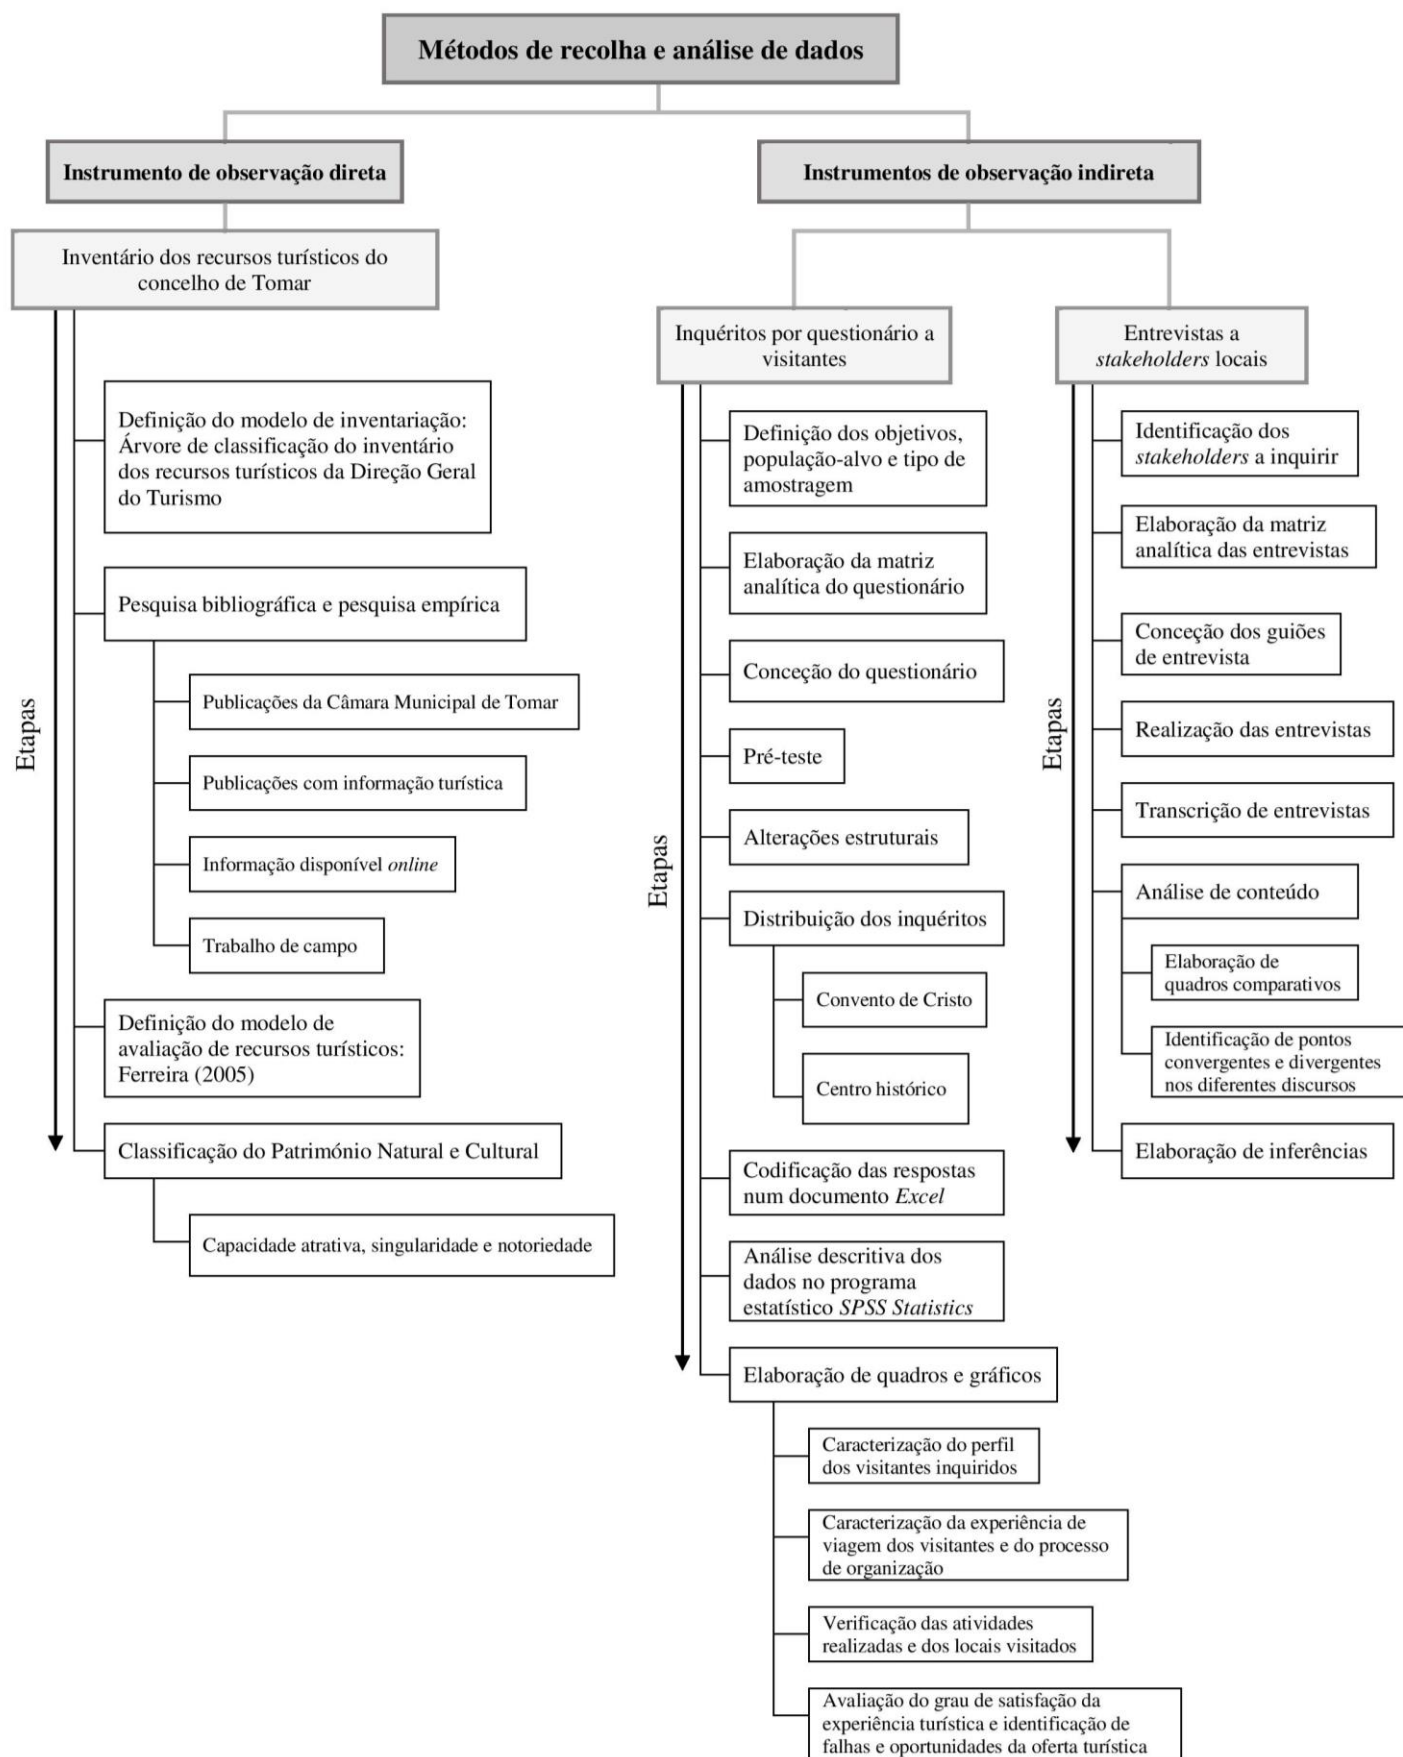 Métodos de recolha e análise de dados
Instrumento de observação direta
Instrumentos de observação indireta
Inventário dos recursos turísticos do
concelho de Tomar
Etapas
Definição do modelo de inventariação:
Árvore de classificação do inventário
dos recursos turísticos da Direção Geral
do Turismo
Pesquisa bibliográfica e pesquisa empírica
Publicações da Câmara Municipal de Tomar
Publicações com informação turística
Informação disponível online
Trabalho de campo
Definição do modelo de
avaliação de recursos turísticos:
Ferreira (2005)
Classificação do Património Natural e Cultural
Capacidade atrativa, singularidade e notoriedade
Inquéritos por questionário a
visitantes
Etapas
Definição dos objetivos,
população-alvo e tipo de
amostragem
Elaboração da matriz
analítica do questionário
Conceção do questionário
Pré-teste
Alterações estruturais
Distribuição dos inquéritos
Convento de Cristo
Centro histórico
Codificação das respostas
num documento Excel
Análise descritiva dos
dados no programa
estatístico SPSS Statistics
Elaboração de quadros e gráficos
Caracterização do perfil
dos visitantes inquiridos
Caracterização da experiência de
viagem dos visitantes e do processo
de organização
Verificação das atividades
realizadas e dos locais visitados
Avaliação do grau de satisfação da
experiência turística e identificação de
falhas e oportunidades da oferta turística
Entrevistas a
stakeholders locais
Etapas
Identificação dos
stakeholders a inquirir
Elaboração da matriz
analítica das entrevistas
Conceção dos guiões
de entrevista
Realização das entrevistas
Transcrição de entrevistas
Análise de conteúdo
Elaboração de
quadros comparativos
Identificação de pontos
convergentes e divergentes
nos diferentes discursos
Elaboração de inferências